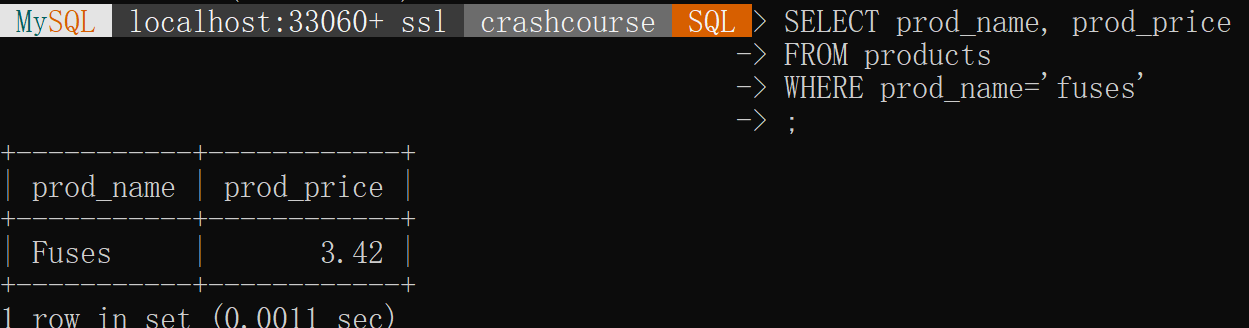 MySQL localhost:33060+ ssl crashcourse SQL > SELECT prod_name, prod_price
-> FROM products
-> WHERE prod_name='fuses'
-> ;
+-----------+------------+
| prod_name | prod_price |
+-----------+------------+
| Fuses     |       3.42 |
+-----------+------------+
1 row in set (0.0011 sec)